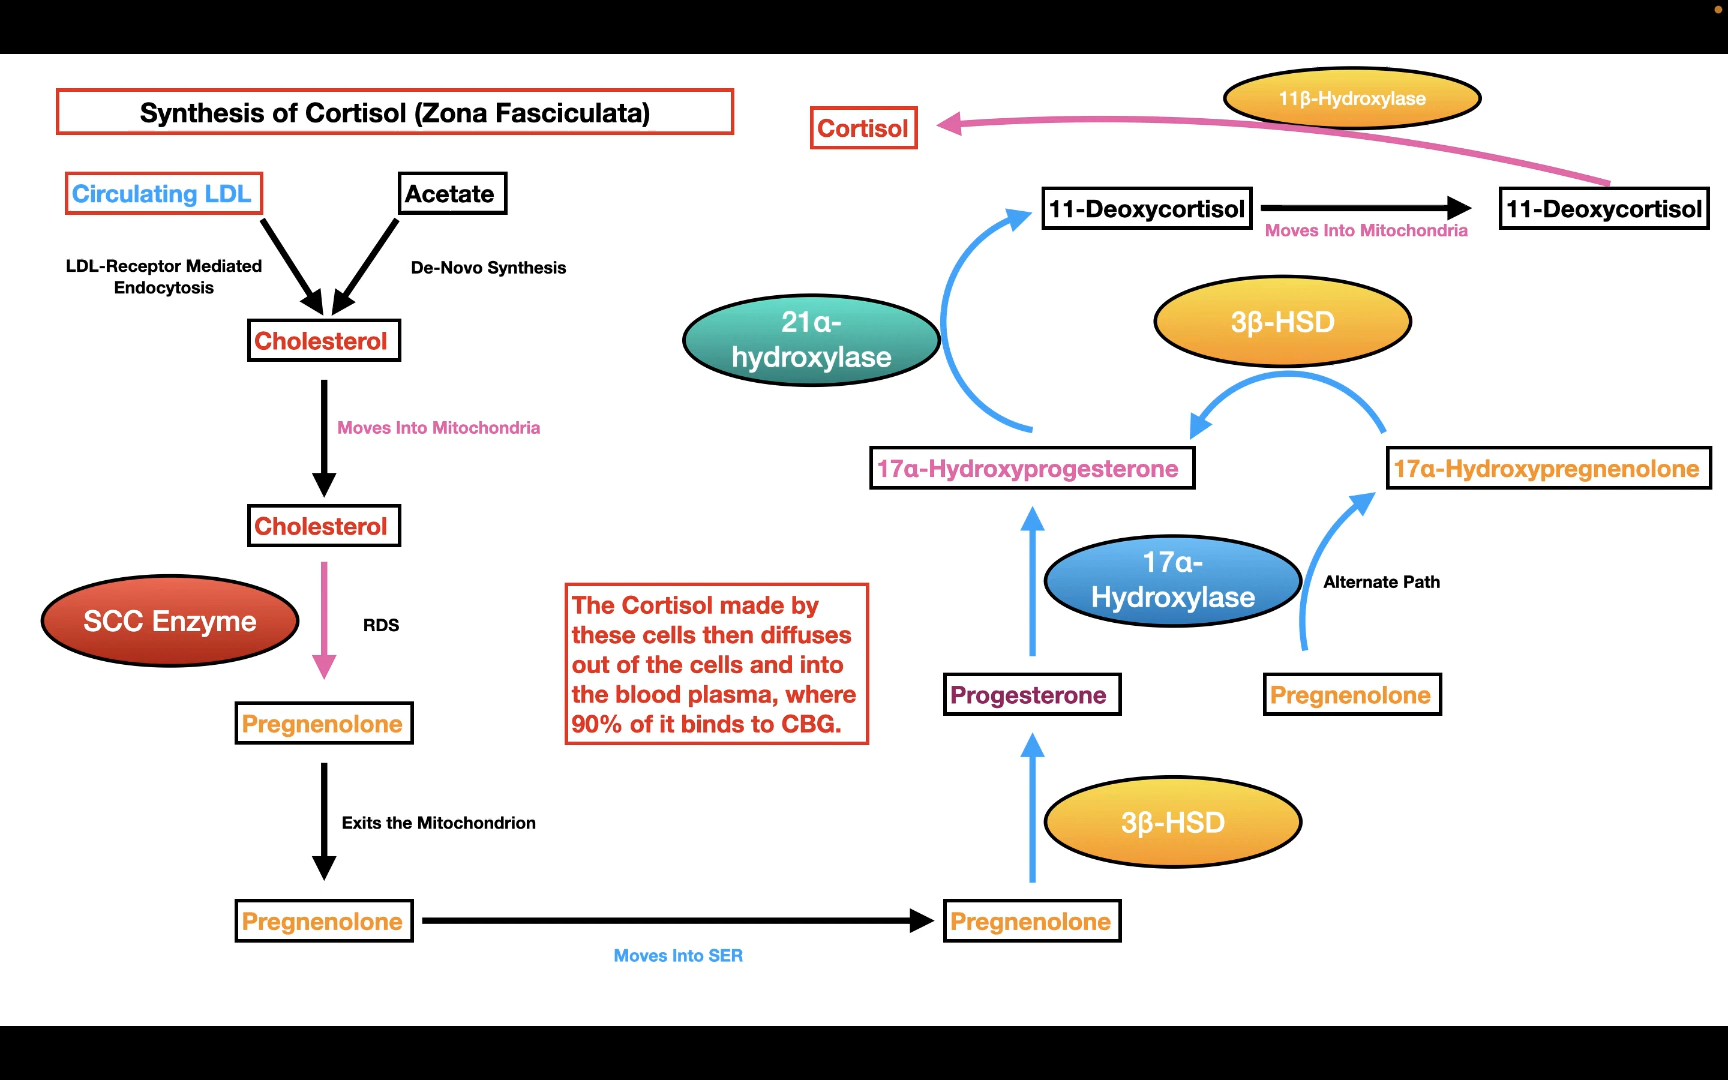 Synthesis of Cortisol (Zona Fasciculata)
Circulating LDL
Acetate
LDL-Receptor Mediated
Endocytosis
De-Novo Synthesis
Cholesterol
Moves Into Mitochondria
Cholesterol
SCC Enzyme
RDS
Pregnenolone
Exits the Mitochondrion
Pregnenolone
Moves Into SER
Pregnenolone
3β-HSD
Progesterone
Pregnenolone
17α-
Hydroxylase
Alternate Path
17α-Hydroxyprogesterone
17α-Hydroxypregnenolone
3β-HSD
21α-
hydroxylase
11-Deoxycortisol
Moves Into Mitochondria
11-Deoxycortisol
11β-Hydroxylase
Cortisol
The Cortisol made by
these cells then diffuses
out of the cells and into
the blood plasma, where
90% of it binds to CBG.